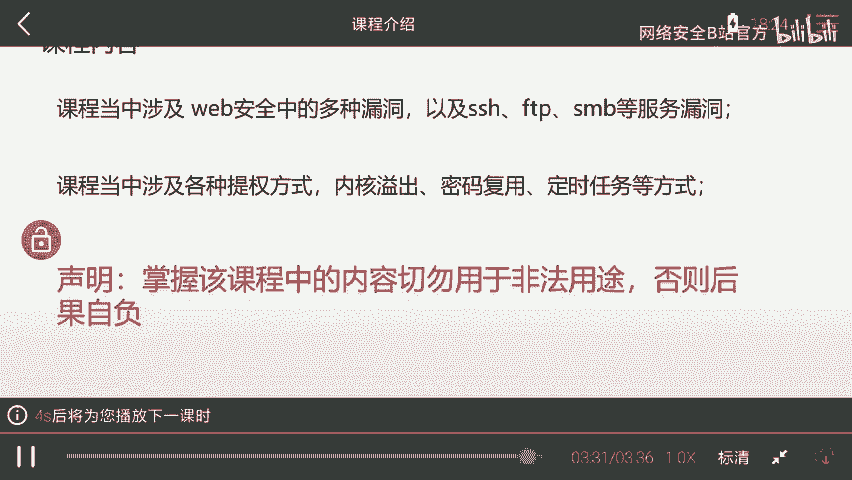 课程介绍
18:24
网络安全B站官方 bilibili
课程内容
课程当中涉及 web安全中的多种漏洞，以及ssh、ftp、smb等服务漏洞；
课程当中涉及各种提权方式，内核溢出、密码复用、定时任务等方式；
声明：掌握该课程中的内容切勿用于非法用途，否则后
果自负
4s后将为您播放下一课时
03:31/03:36 1.0X 标清